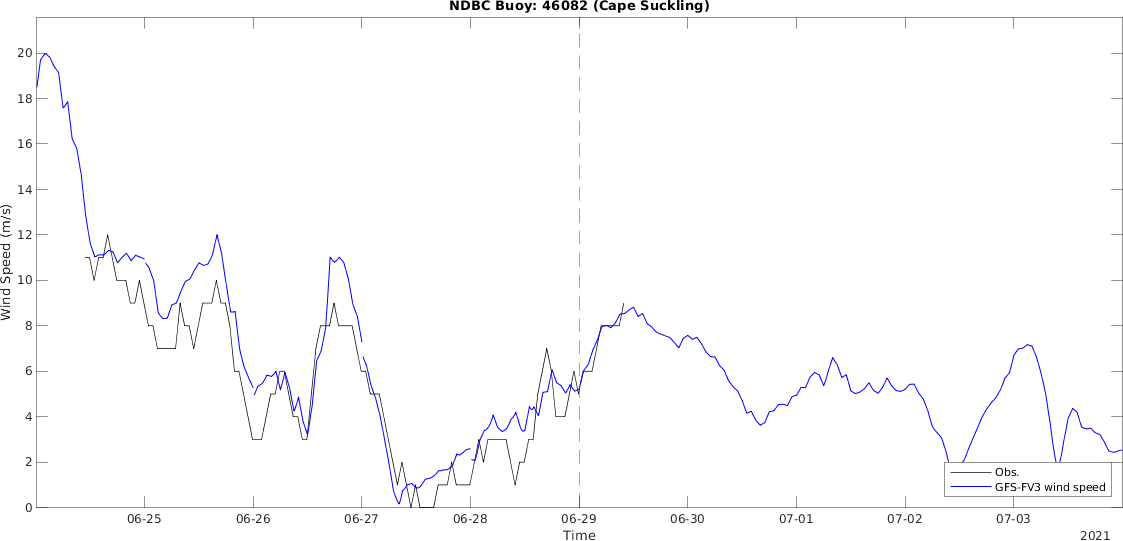 NDBC Buoy: 46082 (Cape Suckling)
Wind Speed (m/s)
20
18
16
14
12
10
8
6
4
2
0
Obs.
GFS-FV3 wind speed
06-25 06-26 06-27 06-28 06-29 06-30 07-01 07-02 07-03
Time
2021